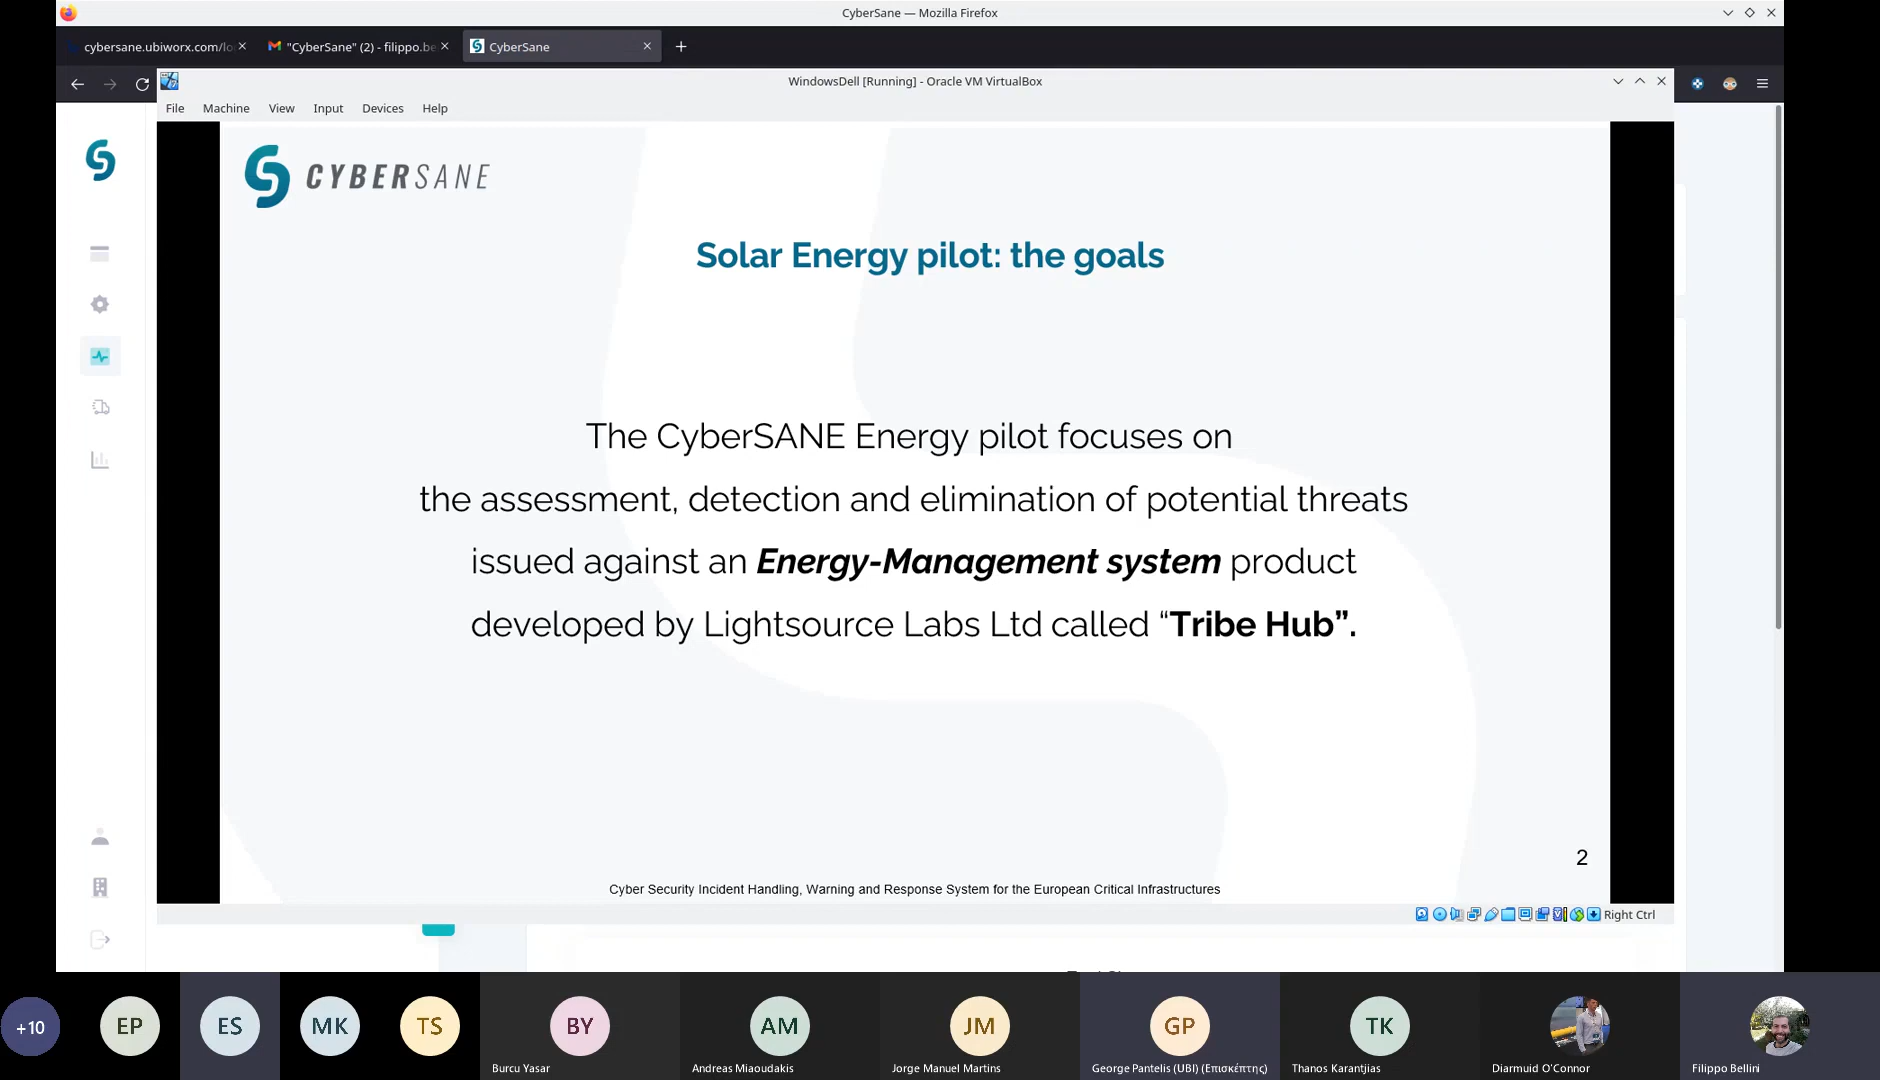 CyberSane — Mozilla Firefox
cybersane.ubiworx.com/lo
"CyberSane" (2) - filippo.be
CyberSane
WindowsDell [Running] - Oracle VM VirtualBox
File Machine View Input Devices Help
CYBERSANE
Solar Energy pilot: the goals
The CyberSANE Energy pilot focuses on
the assessment, detection and elimination of potential threats
issued against an Energy-Management system product
developed by Lightsource Labs Ltd called “Tribe Hub”.
2
Cyber Security Incident Handling, Warning and Response System for the European Critical Infrastructures
Right Ctrl
+10 EP ES MK TS BY AM JM GP TK
Burcu Yasar
Andreas Miaoudakis
Jorge Manuel Martins
George Pantelis (UBI) (Επισκέπτης)
Thanos Karantjias
Diarmuid O'Connor
Filippo Bellini